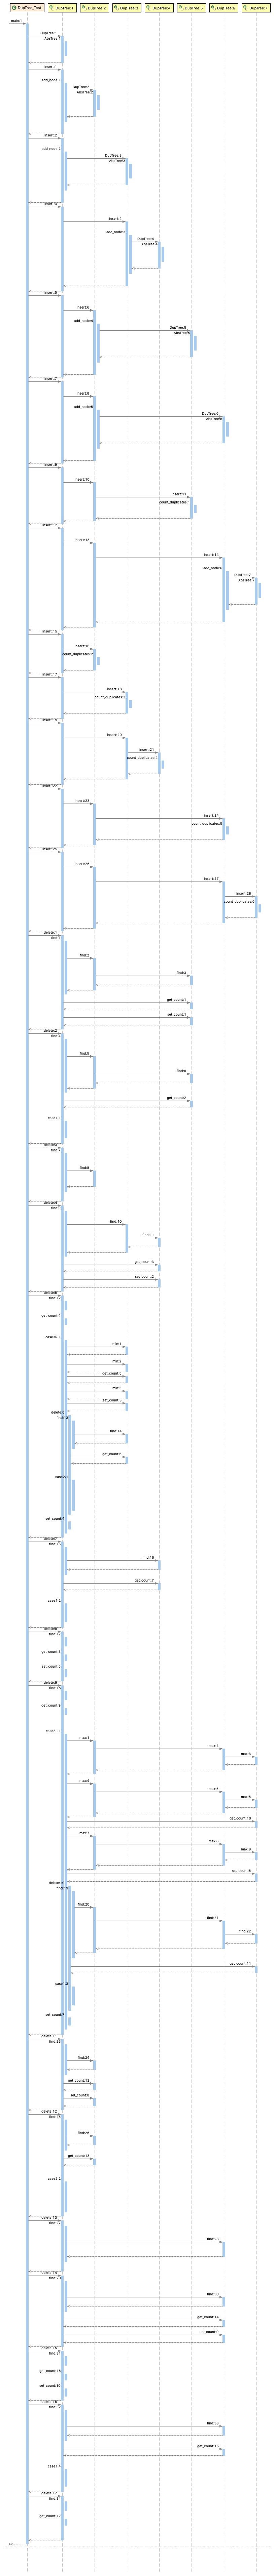 DupTree_Test
DupTree:1
DupTree:2
DupTree:3
DupTree:4
DupTree:5
DupTree:6
DupTree:7
main:1
DupTree:1
AbsTree:1
insert:1
add_node:1
DupTree:2
AbsTree:2
insert:2
add_node:2
DupTree:3
AbsTree:3
insert:3
insert:4
add_node:3
DupTree:4
AbsTree:4
insert:5
insert:6
add_node:4
DupTree:5
AbsTree:5
insert:7
insert:8
add_node:5
DupTree:6
AbsTree:6
insert:9
insert:10
insert:11
count_duplicates:1
insert:12
insert:13
insert:14
add_node:6
DupTree:7
AbsTree:7
insert:15
insert:16
count_duplicates:2
insert:17
insert:18
count_duplicates:3
insert:19
insert:20
insert:21
count_duplicates:4
insert:22
insert:23
insert:24
count_duplicates:5
insert:25
insert:26
insert:27
insert:28
count_duplicates:6
delete:1
find:1
find:2
find:3
get_count:1
set_count:1
delete:2
find:4
find:5
find:6
get_count:2
case1:1
delete:3
find:7
find:8
delete:4
find:9
find:10
find:11
get_count:3
set_count:2
delete:5
find:12
get_count:4
case3R:1
min:1
min:2
get_count:5
min:3
set_count:3
delete:6
find:13
find:14
get_count:6
case2:1
set_count:4
delete:7
find:15
find:16
get_count:7
case1:2
delete:8
find:17
get_count:8
set_count:5
delete:9
find:18
get_count:9
case3L:1
max:1
max:2
max:3
max:4
max:5
max:6
get_count:10
max:7
max:8
max:9
set_count:6
delete:10
find:19
find:20
find:21
find:22
get_count:11
case1:3
set_count:7
delete:11
find:23
find:24
get_count:12
set_count:8
delete:12
find:25
find:26
get_count:13
case2:2
delete:13
find:27
find:28
delete:14
find:29
find:30
get_count:14
set_count:9
delete:15
find:31
get_count:15
set_count:10
delete:16
find:32
find:33
get_count:16
case1:4
delete:17
find:34
get_count:17